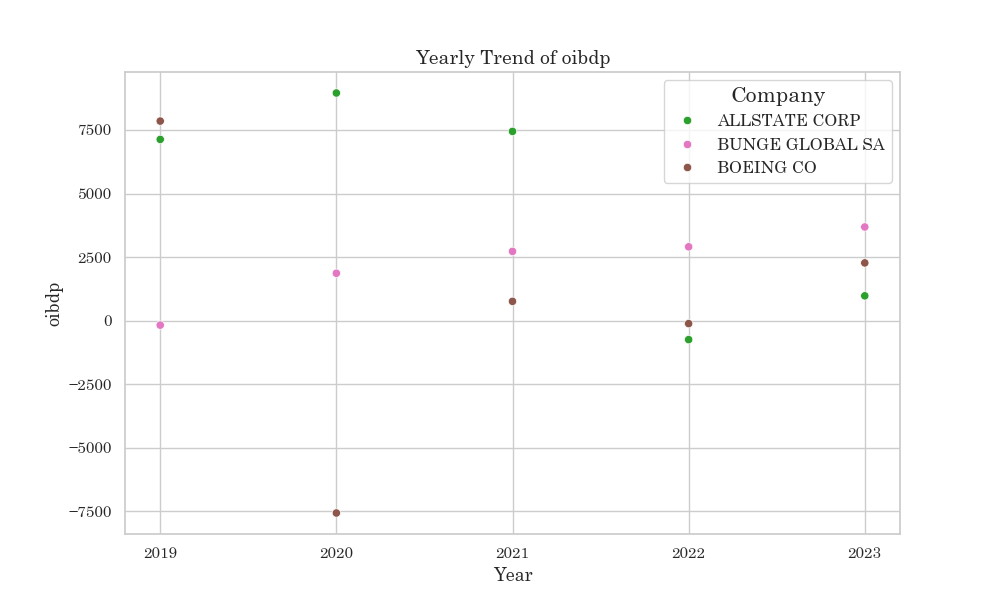 Yearly Trend of oibdp
Company
ALLSTATE CORP
BUNGE GLOBAL SA
BOEING CO
oibdp
7500
5000
2500
0
−2500
−5000
−7500
2019 2020 2021 2022 2023
Year